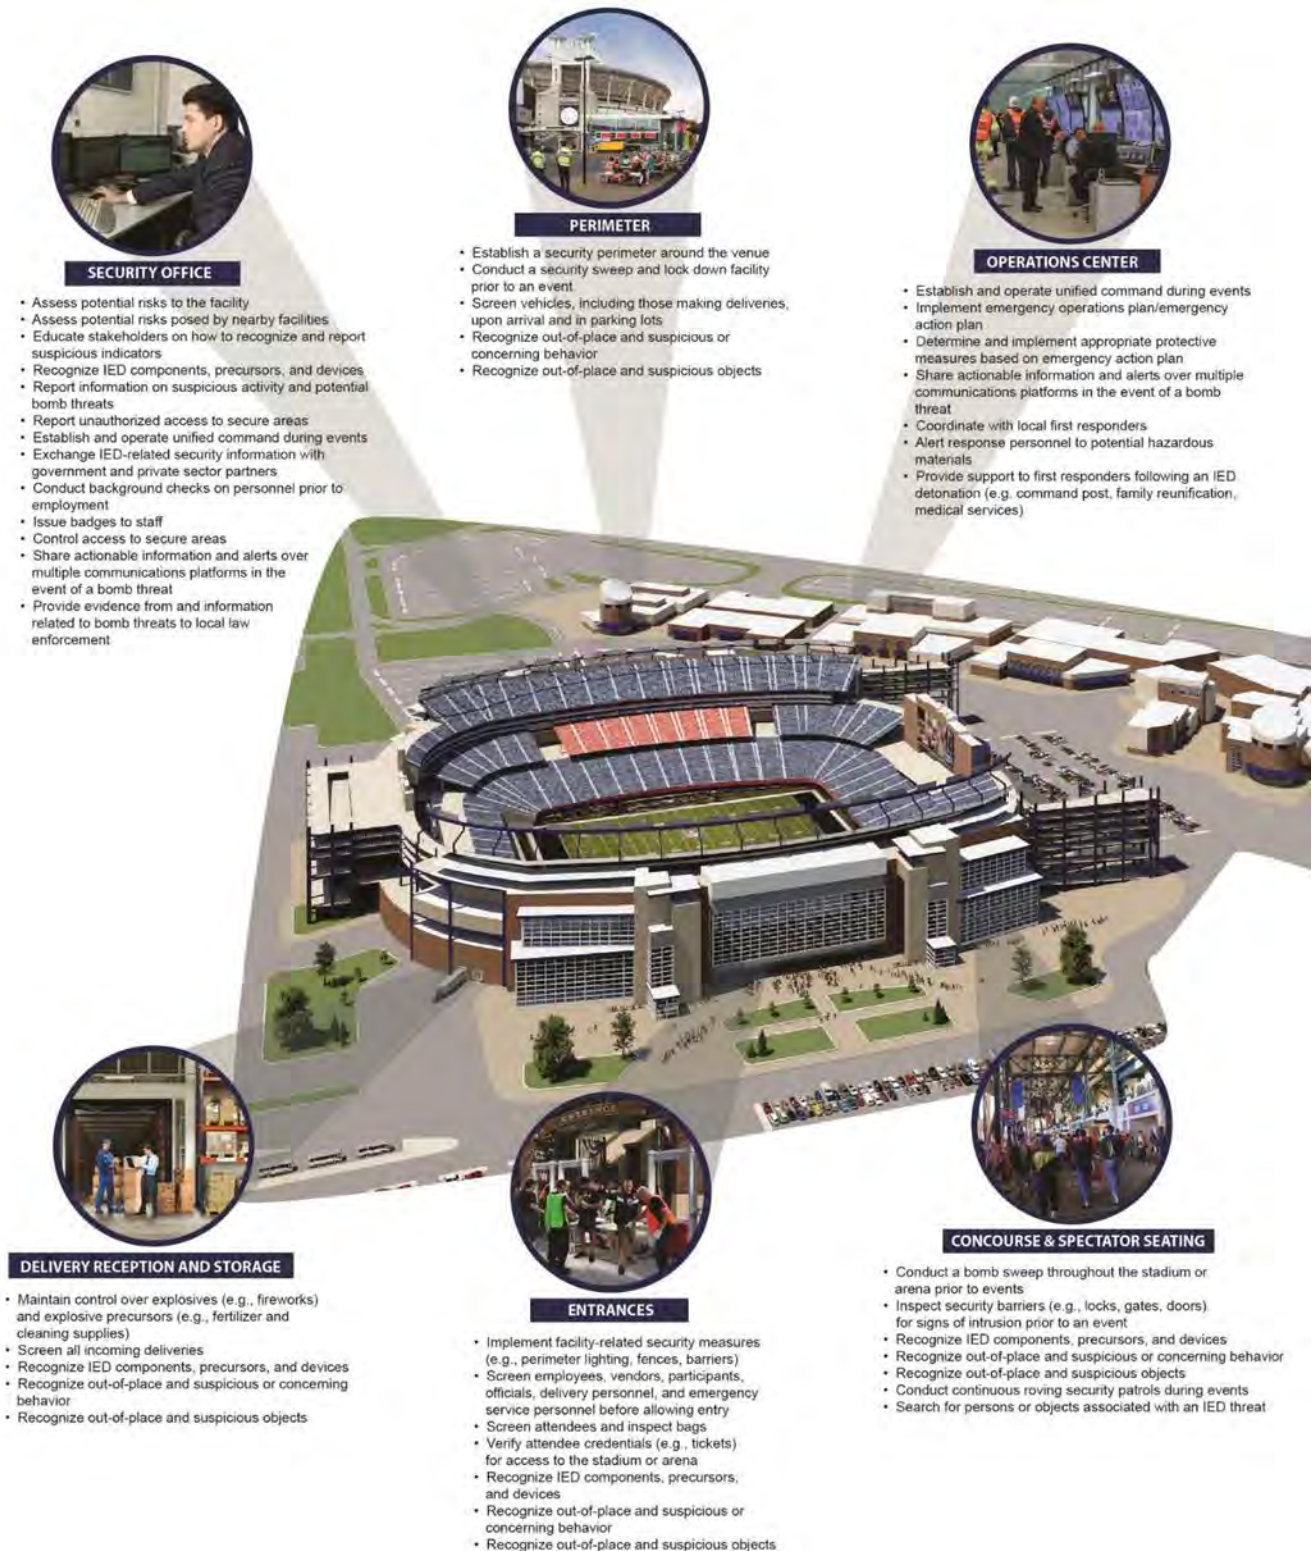 SECURITY OFFICE
• Assess potential risks to the facility
• Assess potential risks posed by nearby facilities
• Educate stakeholders on how to recognize and report
suspicious indicators
• Recognize IED components, precursors, and devices
• Report information on suspicious activity and potential
bomb threats
• Report unauthorized access to secure areas
• Establish and operate unified command during events
• Exchange IED-related security information with
government and private sector partners
• Conduct background checks on personnel prior to
employment
• Issue badges to staff
• Control access to secure areas
• Share actionable information and alerts over
multiple communications platforms in the
event of a bomb threat
• Provide evidence from and information
related to bomb threats to local law
enforcement
PERIMETER
• Establish a security perimeter around the venue
• Conduct a security sweep and lock down facility
prior to an event
• Screen vehicles, including those making deliveries,
upon arrival and in parking lots
• Recognize out-of-place and suspicious or
concerning behavior
• Recognize out-of-place and suspicious objects
OPERATIONS CENTER
• Establish and operate unified command during events
• Implement emergency operations plan/emergency
action plan
• Determine and implement appropriate protective
measures based on emergency action plan
• Share actionable information and alerts over multiple
communications platforms in the event of a bomb
threat
• Coordinate with local first responders
• Alert response personnel to potential hazardous
materials
• Provide support to first responders following an IED
detonation (e.g. command post, family reunification,
medical services)
DELIVERY RECEPTION AND STORAGE
• Maintain control over explosives (e.g., fireworks)
and explosive precursors (e.g., fertilizer and
cleaning supplies)
• Screen all incoming deliveries
• Recognize IED components, precursors, and devices
• Recognize out-of-place and suspicious or concerning
behavior
• Recognize out-of-place and suspicious objects
ENTRANCE
ENTRANCES
• Implement facility-related security measures
(e.g., perimeter lighting, fences, barriers)
• Screen employees, vendors, participants,
officials, delivery personnel, and emergency
service personnel before allowing entry
• Screen attendees and inspect bags
• Verify attendee credentials (e.g., tickets)
for access to the stadium or arena
• Recognize IED components, precursors,
and devices
• Recognize out-of-place and suspicious or
concerning behavior
• Recognize out-of-place and suspicious objects
CONCOURSE & SPECTATOR SEATING
• Conduct a bomb sweep throughout the stadium or
arena prior to events
• Inspect security barriers (e.g., locks, gates, doors)
for signs of intrusion prior to an event
• Recognize IED components, precursors, and devices
• Recognize out-of-place and suspicious or concerning behavior
• Recognize out-of-place and suspicious objects
• Conduct continuous roving security patrols during events
• Search for persons or objects associated with an IED threat